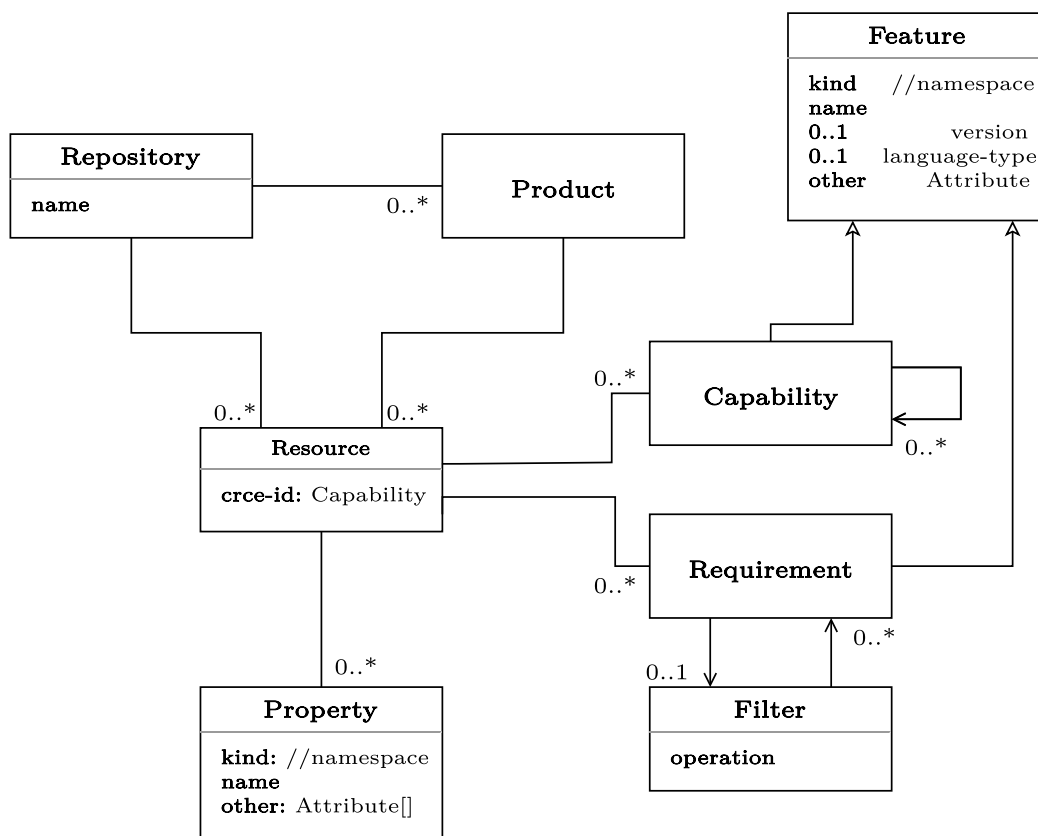 Feature
kind //namespace
name
0..1 version
0..1 language-type
other Attribute
Repository
name
0..*
Product
0..*
0..*
Resource
crce-id: Capability
0..*
Capability
0..*
0..*
Requirement
0..*
0..1
Filter
operation
0..*
Property
kind: //namespace
name
other: Attribute[]